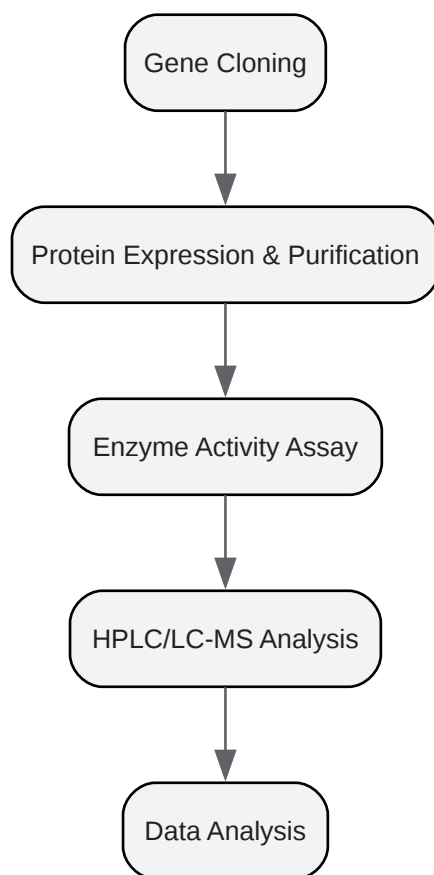 Gene Cloning
Protein Expression & Purification
Enzyme Activity Assay
HPLC/LC-MS Analysis
Data Analysis